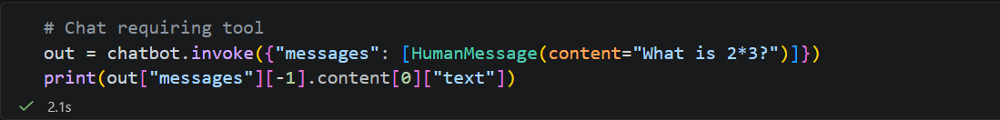 # Chat requiring tool
out = chatbot.invoke({"messages": [HumanMessage(content="What is 2*3?")]})
print(out["messages"][-1].content[0]["text"])
2.1s